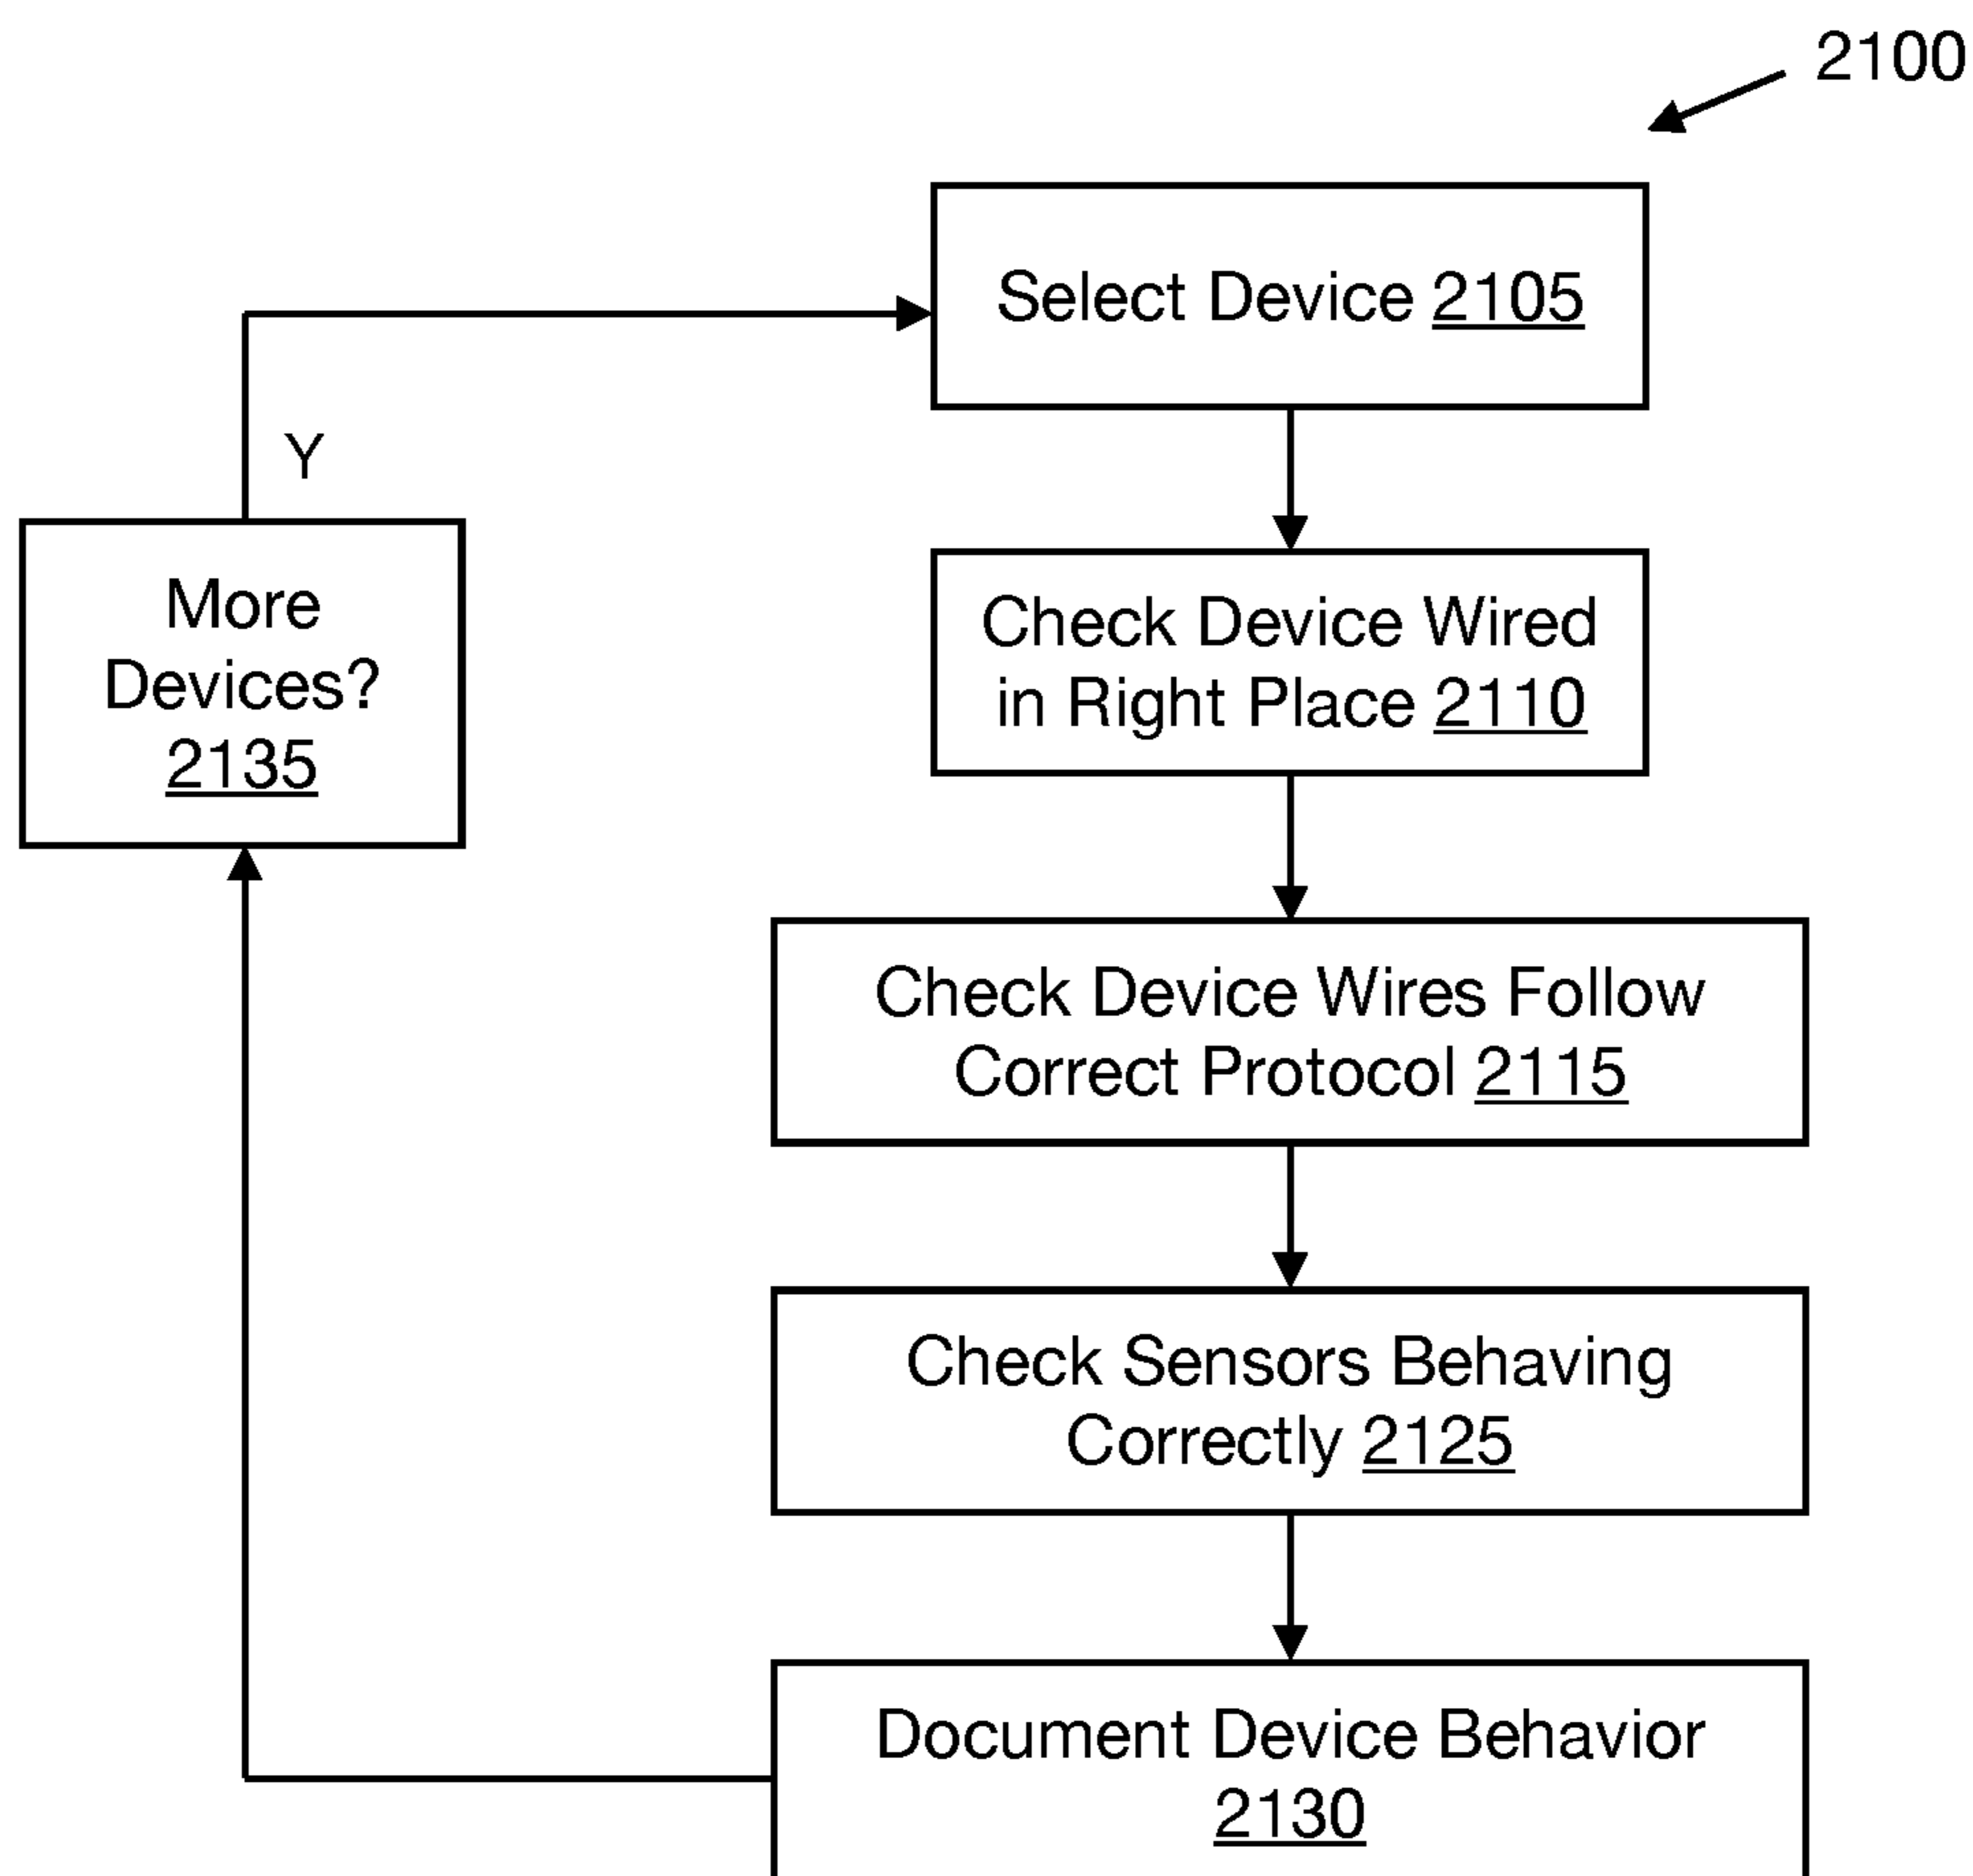 2100
Select Device 2105
Y
More
Devices?
2135
Check Device Wired
in Right Place 2110
Check Device Wires Follow
Correct Protocol 2115
Check Sensors Behaving
Correctly 2125
Document Device Behavior
2130